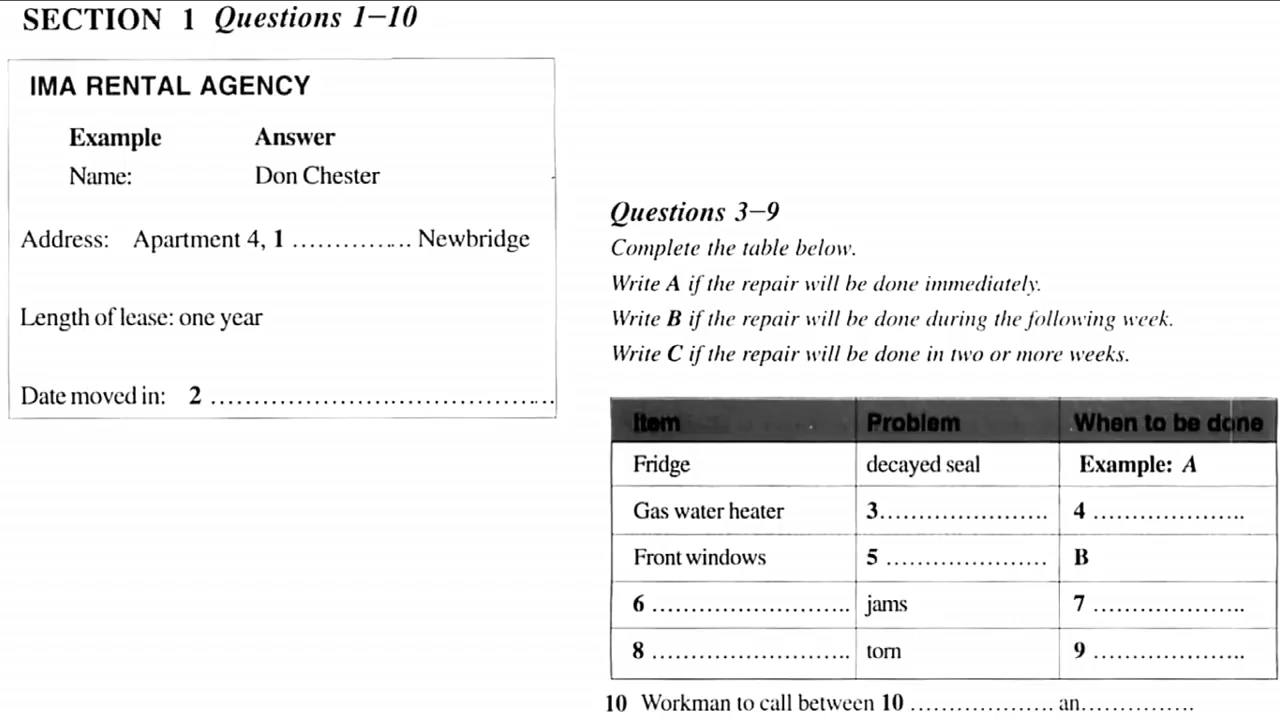 SECTION 1 Questions 1–10
IMA RENTAL AGENCY
Example Answer
Name: Don Chester
Address: Apartment 4, 1 ............... Newbridge
Length of lease: one year
Date moved in: 2 ................................................
Questions 3–9
Complete the table below.
Write A if the repair will be done immediately.
Write B if the repair will be done during the following week.
Write C if the repair will be done in two or more weeks.
Item Problem When to be done
Fridge decayed seal Example: A
Gas water heater 3..................... 4 ...................
Front windows 5 .................... B
6 ......................... jams 7 ...................
8 ......................... torn 9 ...................
10 Workman to call between 10 .................. an..............